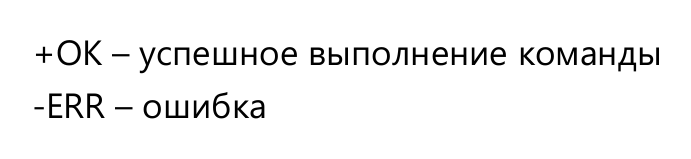 +OK – успешное выполнение команды
-ERR – ошибка